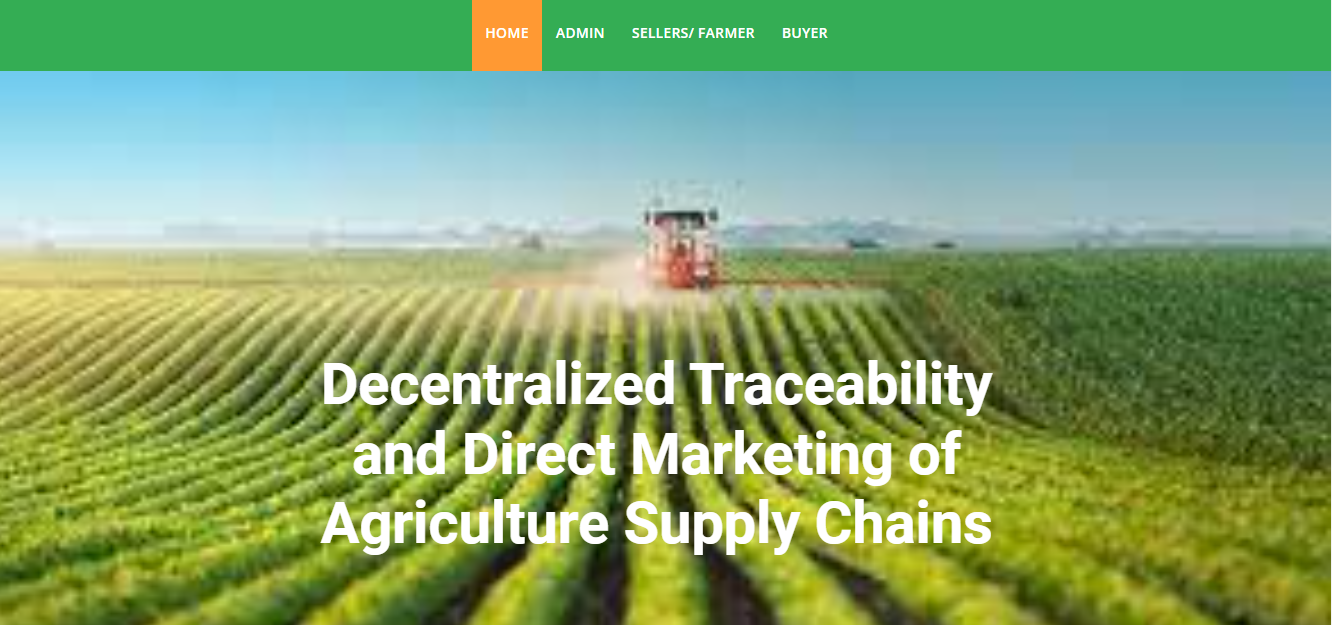 HOME ADMIN SELLERS/ FARMER BUYER
Decentralized Traceability
and Direct Marketing of
Agriculture Supply Chains